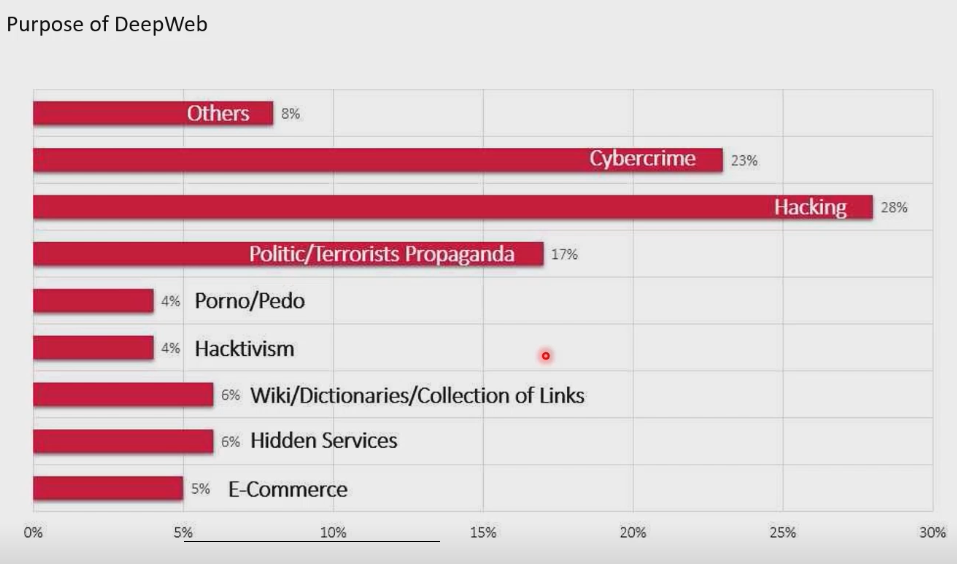 Purpose of DeepWeb
Others 8%
Cybercrime 23%
Hacking 28%
Politic/Terrorists Propaganda 17%
4% Porno/Pedo
4% Hacktivism
6% Wiki/Dictionaries/Collection of Links
6% Hidden Services
5% E-Commerce
0% 5% 10% 15% 20% 25% 30%